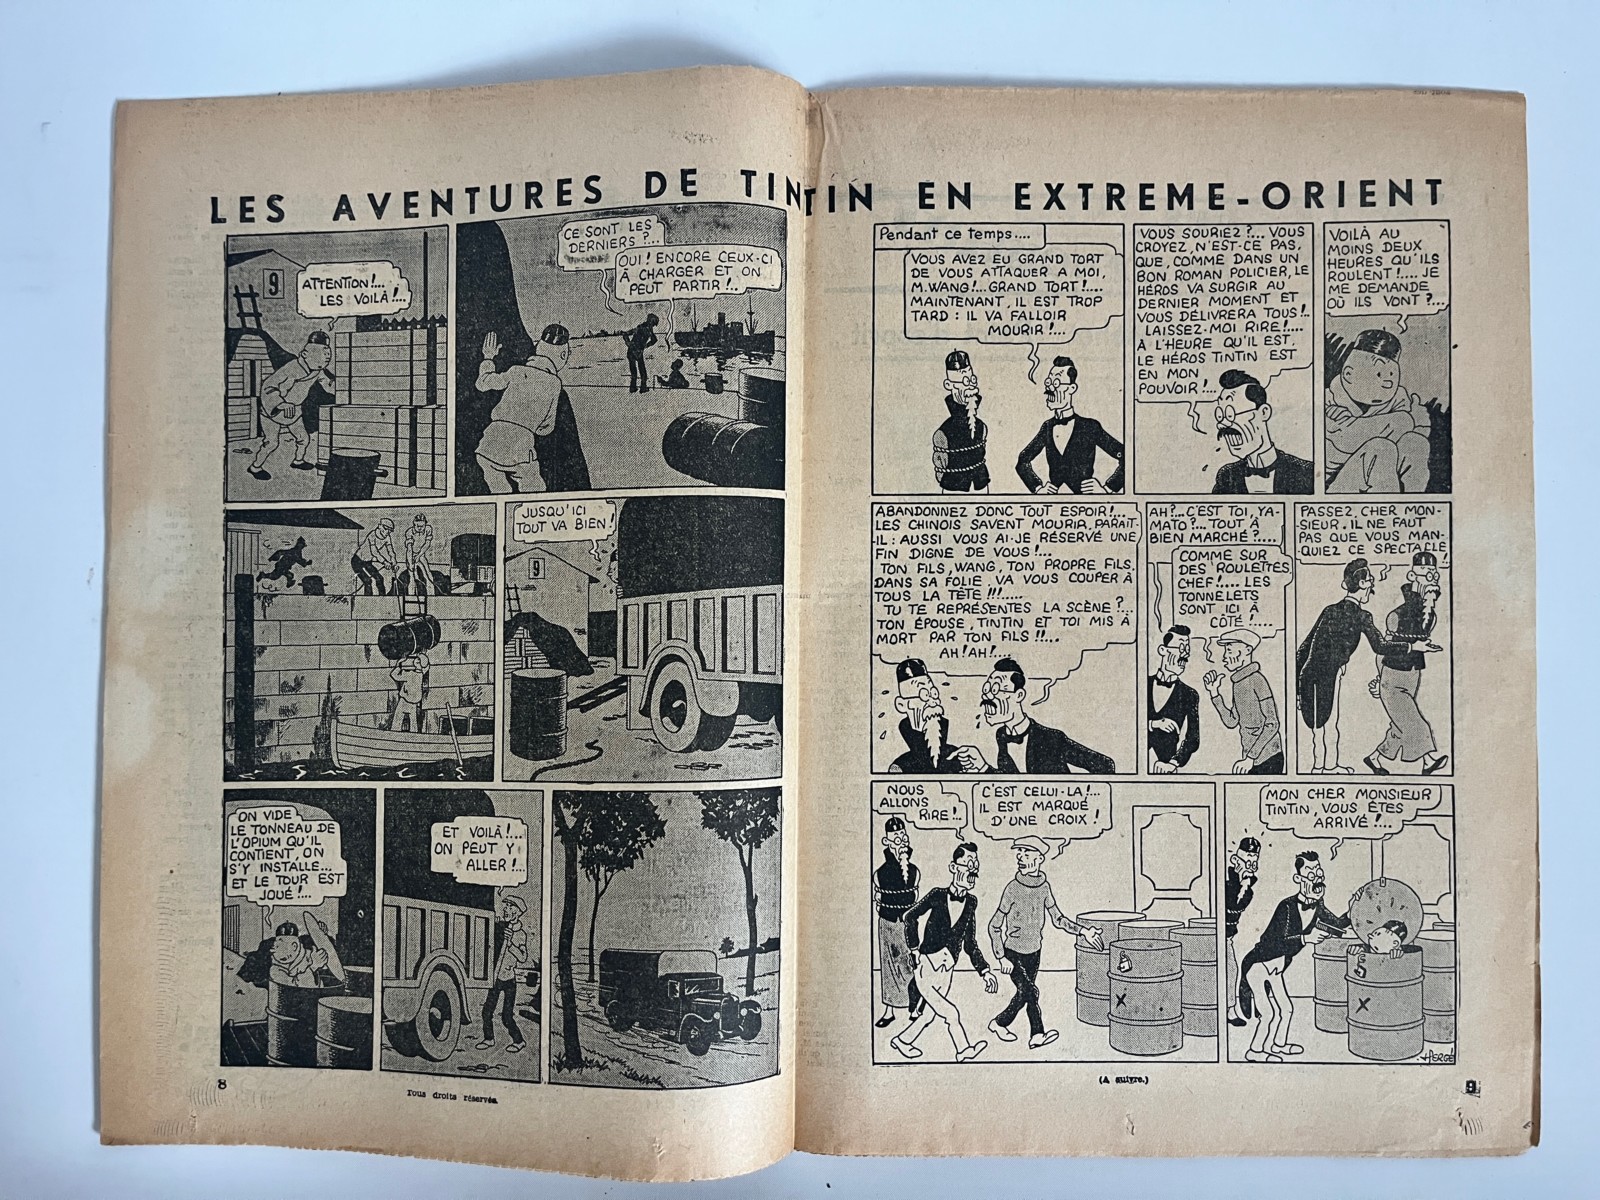 LES AVENTURES DE TINTIN EN EXTREME-ORIENT
9
ATTENTION!...
LES VOILÀ!...
CE SONT LES
DERNIERS?...
OUI! ENCORE CEUX-CI
À CHARGER ET ON
PEUT PARTIR!..
JUSQU'ICI
TOUT VA BIEN!
9
ON VIDE
LE TONNEAU DE
L'OPIUM QU'IL
CONTIENT, ON
S'Y INSTALLE...
ET LE TOUR EST
JOUÉ!....
ET VOILÀ!...
ON PEUT Y
ALLER!...
8
Tous droits réservés.
Pendant ce temps....
VOUS AVEZ EU GRAND TORT
DE VOUS ATTAQUER A MOI,
M.WANG!...GRAND TORT!....
MAINTENANT, IL EST TROP
TARD: IL VA FALLOIR
MOURIR!...
VOUS SOURIEZ?... VOUS
CROYEZ, N'EST-CE PAS,
QUE, COMME DANS UN
BON ROMAN POLICIER, LE
HÉROS VA SURGIR AU
DERNIER MOMENT ET
VOUS DÉLIVRERA TOUS!..
LAISSEZ-MOI RIRE!....
À L'HEURE QU'IL EST,
LE HÉROS TINTIN EST
EN MON
POUVOIR!...
VOILÀ AU
MOINS DEUX
HEURES QU'ILS
ROULENT!.... JE
ME DEMANDE
OÙ ILS VONT?...
ABANDONNEZ DONC TOUT ESPOIR!...
LES CHINOIS SAVENT MOURIR, PARAÎT-
IL: AUSSI VOUS AI-JE RÉSERVÉ UNE
FIN DIGNE DE VOUS!...
TON FILS, WANG, TON PROPRE FILS,
DANS SA FOLIE, VA VOUS COUPER À
TOUS LA TÊTE!!!.....
TU TE REPRÉSENTES LA SCÈNE?...
TON ÉPOUSE, TINTIN ET TOI MIS À
MORT PAR TON FILS!!...
AH!AH!....
AH?...C'EST TOI, YA-
MATO?...TOUT À
BIEN MARCHÉ?....
COMME SUR
DES ROULETTES,
CHEF!.... LES
TONNELETS
SONT ICI À
CÔTÉ!....
PASSEZ, CHER MON-
SIEUR. IL NE FAUT
PAS QUE VOUS MAN-
QUIEZ CE SPECTACLE!
NOUS
ALLONS
RIRE!..
C'EST CELUI-LÀ!...
IL EST MARQUÉ
D'UNE CROIX!
X
MON CHER MONSIEUR
TINTIN, VOUS ÊTES
ARRIVÉ!...
X
HERGÉ
(A suivre.)
9